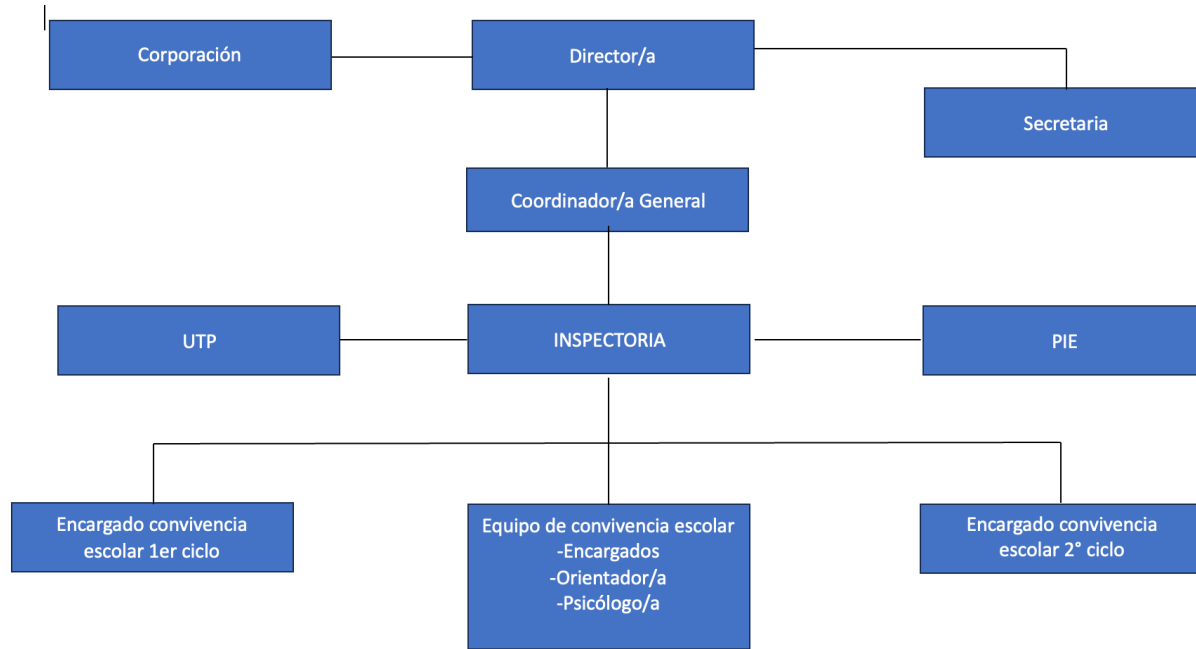 Corporación
Director/a
Secretaria
Coordinador/a General
UTP
INSPECTORIA
PIE
Encargado convivencia
escolar 1er ciclo
Equipo de convivencia escolar
-Encargados
-Orientador/a
-Psicólogo/a
Encargado convivencia
escolar 2° ciclo